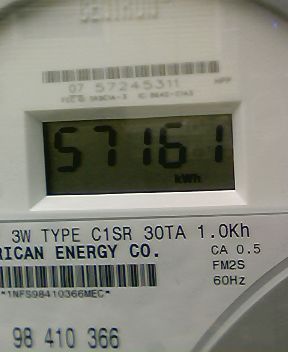 CENTRON
07 57245311
57161
kWh
3W TYPE C1SR 30TA 1.0Kh
RICAN ENERGY CO.
CA 0.5
FM2S
60Hz
*1NFS98410366MEC*
98 410 366